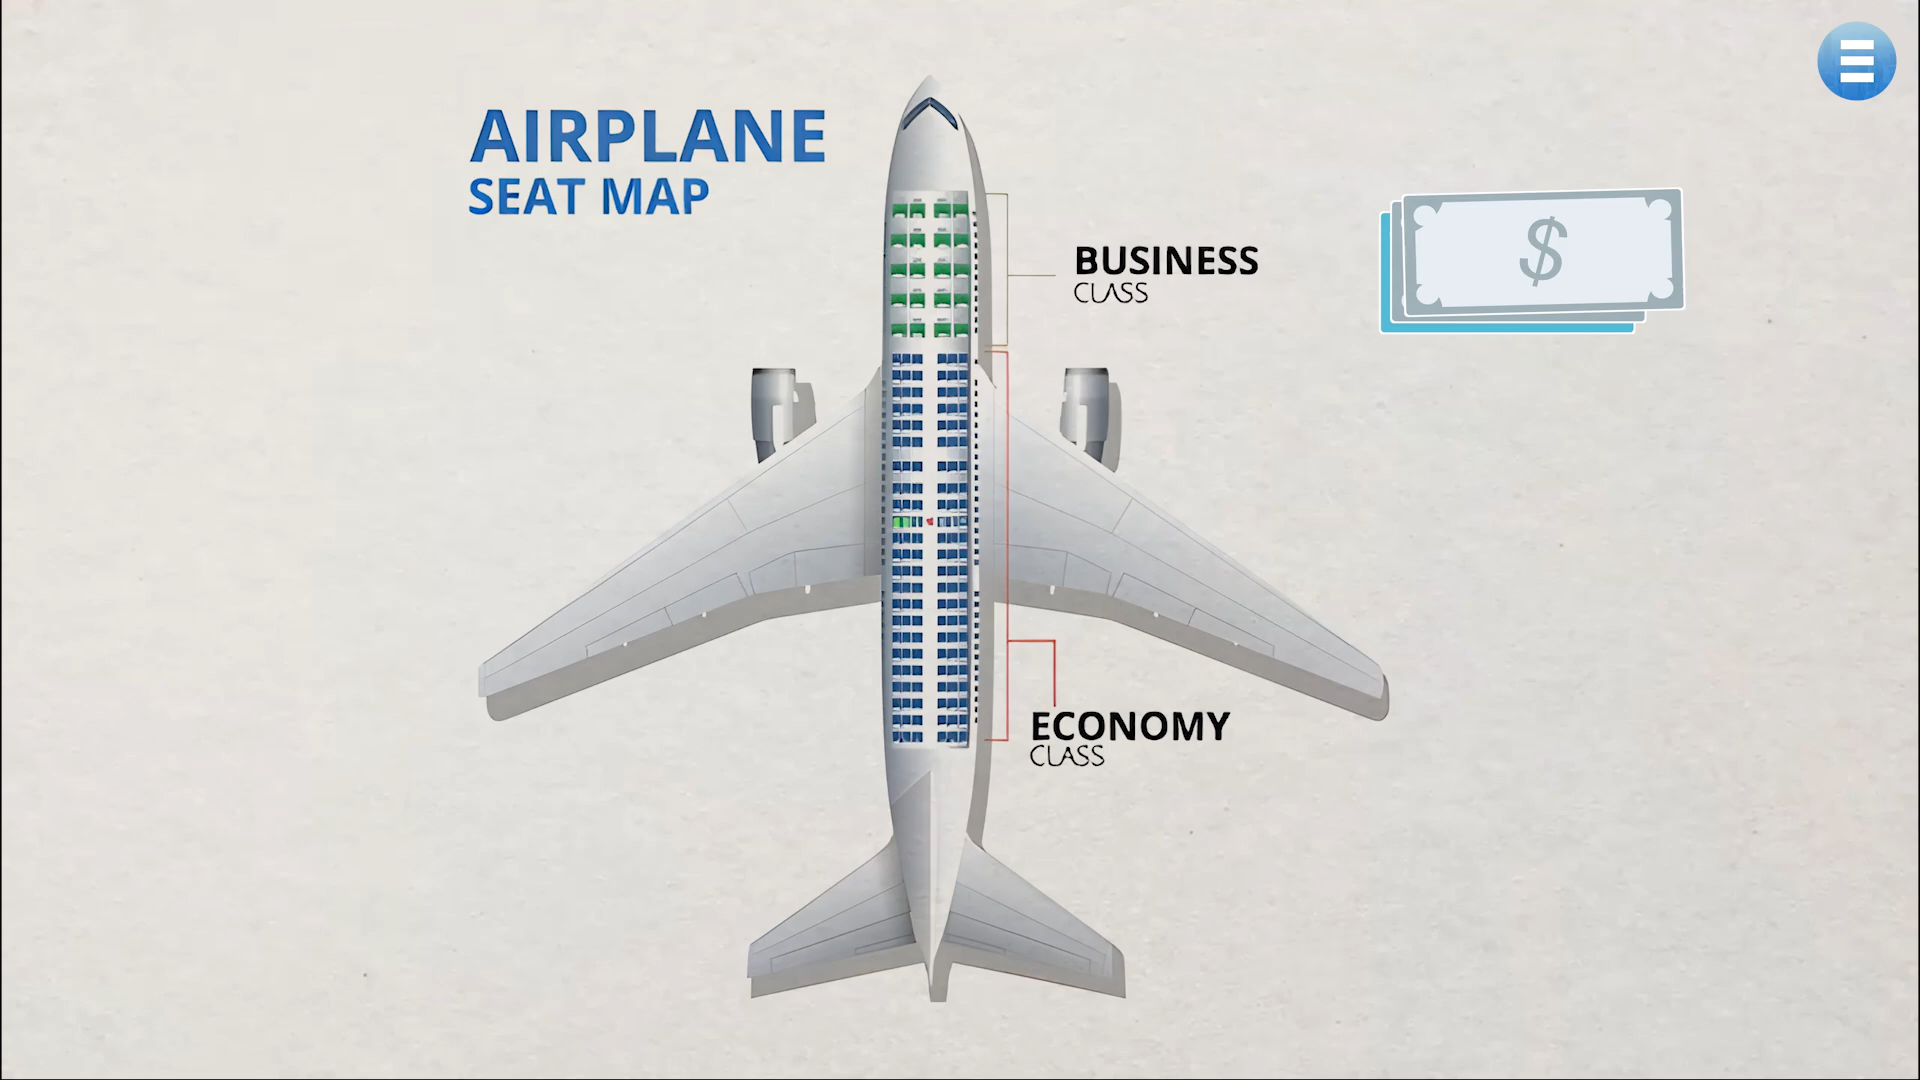 AIRPLANE
SEAT MAP
BUSINESS
CLASS
$
ECONOMY
CLASS